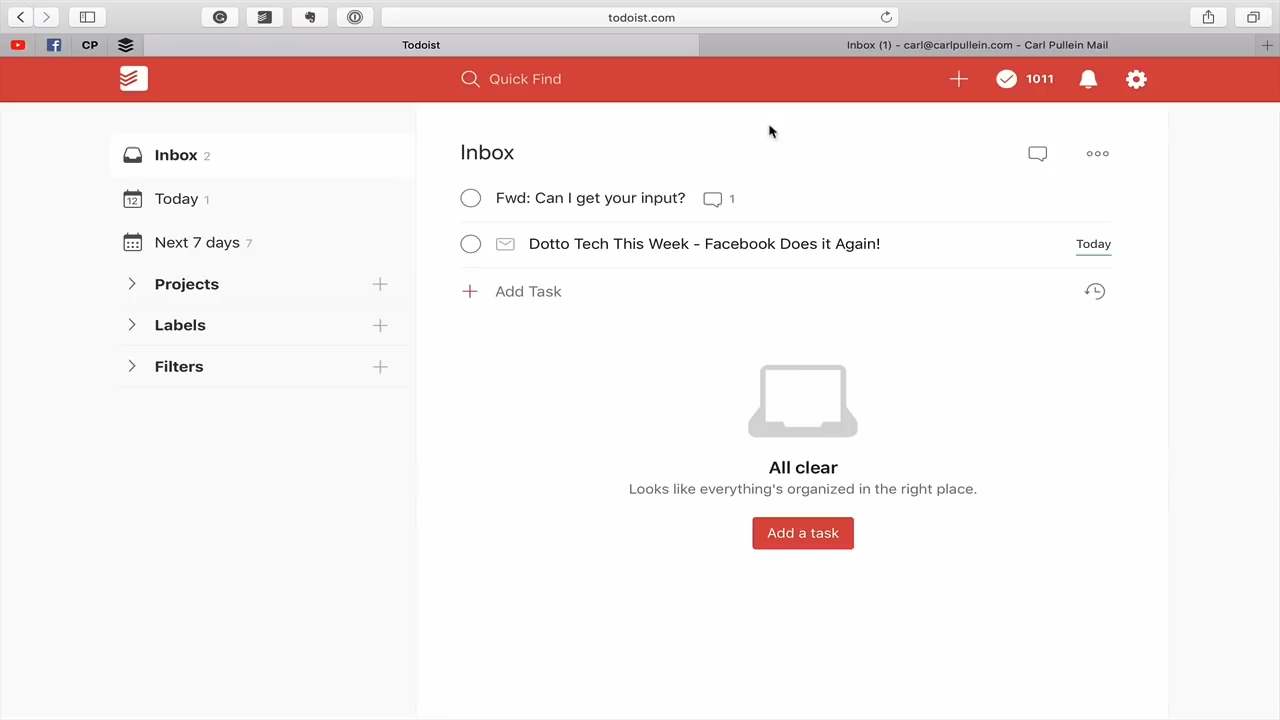 todoist.com
CP
Todoist
Inbox (1) - carl@carlpullein.com - Carl Pullein Mail
Quick Find
1011
Inbox 2
12 Today 1
Next 7 days 7
Projects
Labels
Filters
Inbox
Fwd: Can I get your input? 1
Dotto Tech This Week - Facebook Does it Again! Today
Add Task
All clear
Looks like everything's organized in the right place.
Add a task